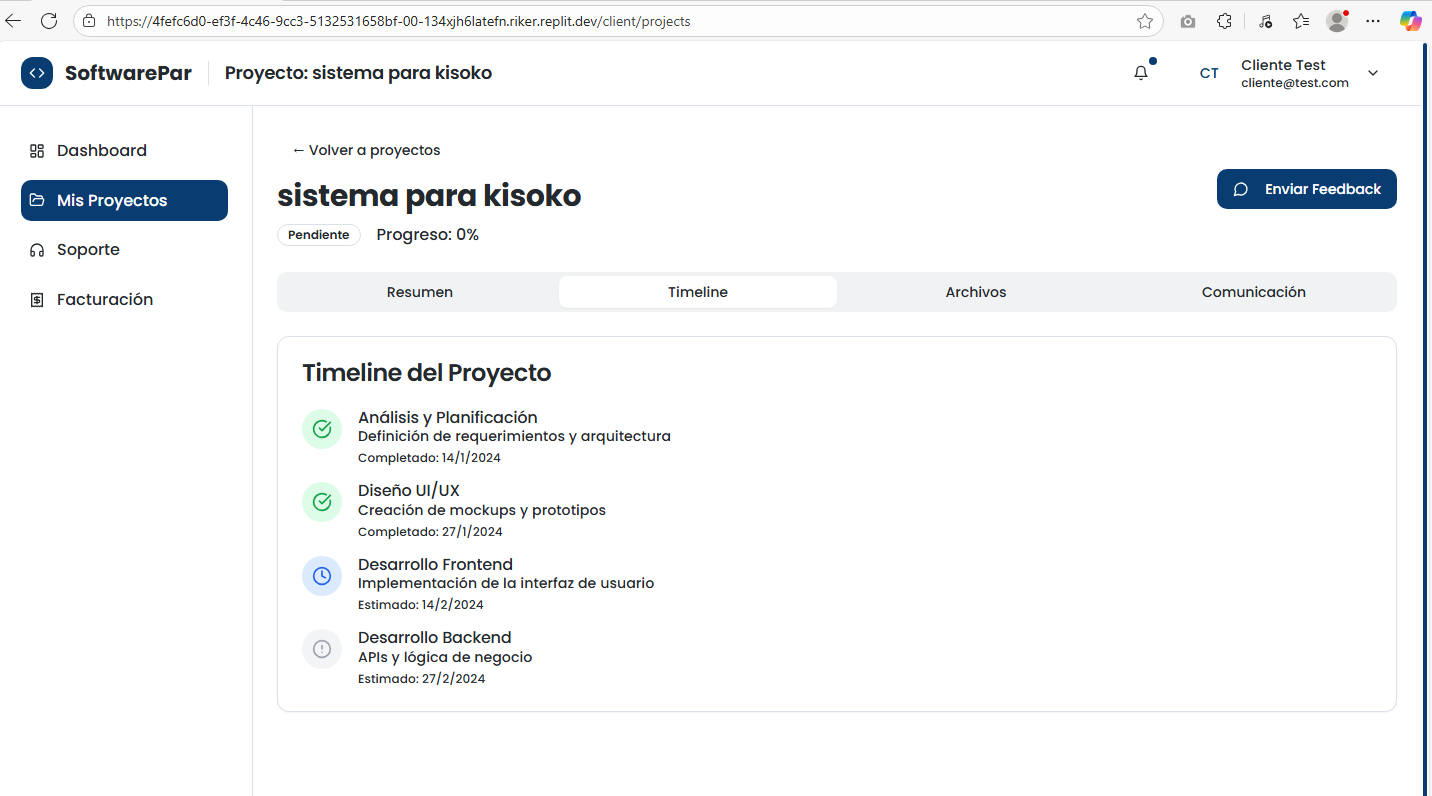 https://4fefc6d0-ef3f-4c46-9cc3-5132531658bf-00-134xjh6latefn.riker.replit.dev/client/projects
SoftwarePar
Proyecto: sistema para kisoko
CT
Cliente Test
cliente@test.com
Dashboard
Mis Proyectos
Soporte
Facturación
← Volver a proyectos
sistema para kisoko
Enviar Feedback
Pendiente
Progreso: 0%
Resumen
Timeline
Archivos
Comunicación
Timeline del Proyecto
Análisis y Planificación
Definición de requerimientos y arquitectura
Completado: 14/1/2024
Diseño UI/UX
Creación de mockups y prototipos
Completado: 27/1/2024
Desarrollo Frontend
Implementación de la interfaz de usuario
Estimado: 14/2/2024
Desarrollo Backend
APIs y lógica de negocio
Estimado: 27/2/2024